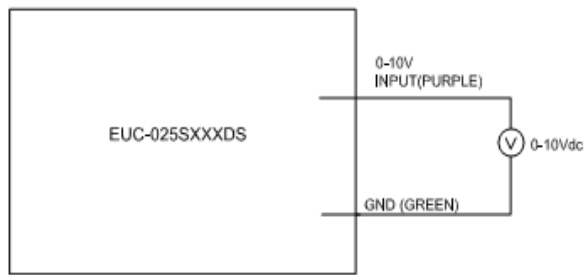 0-10V
INPUT(PURPLE)
EUC-025SXXXDS
V
0-10Vdc
GND (GREEN)